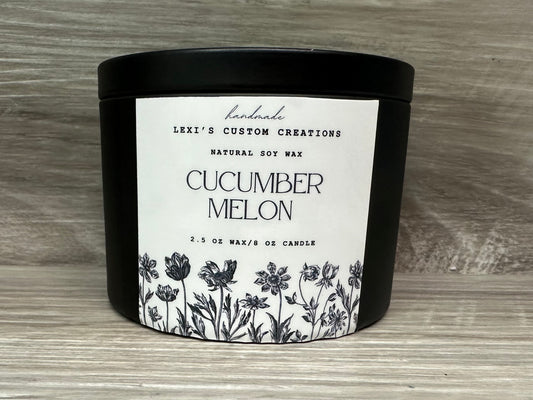 handmade
LEXI'S CUSTOM CREATIONS
NATURAL SOY WAX
CUCUMBER
MELON
2.5 OZ WAX/8 OZ CANDLE